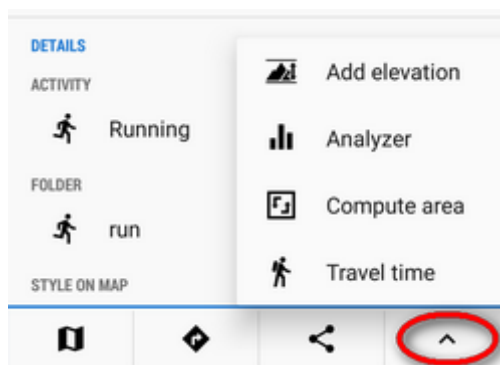 DETAILS
ACTIVITY
Running
FOLDER
run
STYLE ON MAP
Add elevation
Analyzer
Compute area
Travel time